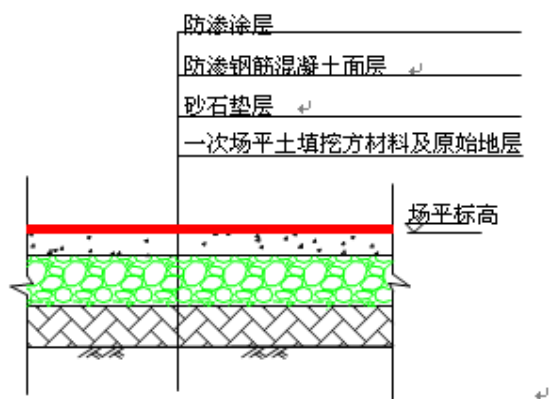 防渗涂层
防渗钢筋混凝土面层
砂石垫层
一次场平土填挖方材料及原始地层
场平标高